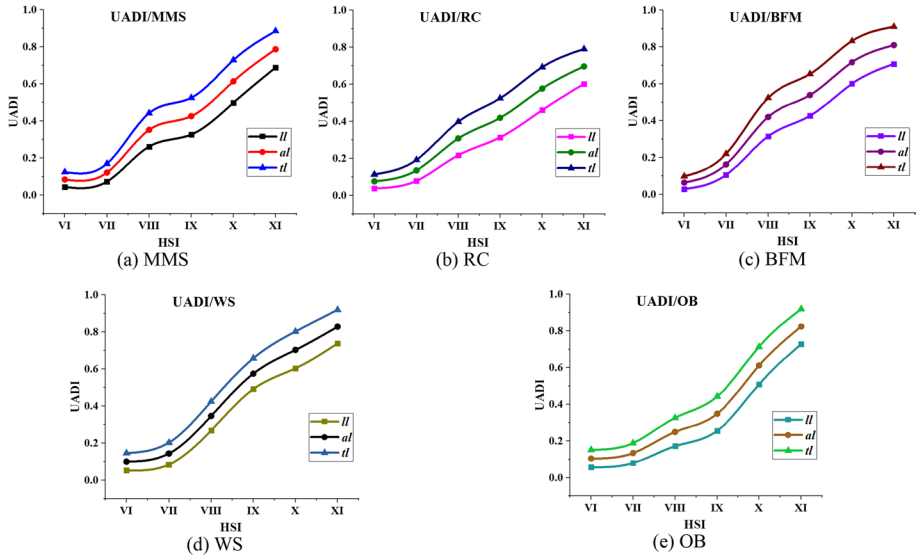 UADI/MMS
1.0
0.8
0.6
0.4
0.2
0.0
UADI
ll
al
tl
VI VII VIII IX X XI
HSI
(a) MMS
UADI/RC
1.0
0.8
0.6
0.4
0.2
0.0
UADI
ll
al
tl
VI VII VIII IX X XI
HSI
(b) RC
UADI/BFM
1.0
0.8
0.6
0.4
0.2
0.0
UADI
ll
al
tl
VI VII VIII IX X XI
HSI
(c) BFM
UADI/WS
1.0
0.8
0.6
0.4
0.2
0.0
UADI
ll
al
tl
VI VII VIII IX X XI
HSI
(d) WS
UADI/OB
1.0
0.8
0.6
0.4
0.2
0.0
UADI
ll
al
tl
VI VII VIII IX X XI
HSI
(e) OB